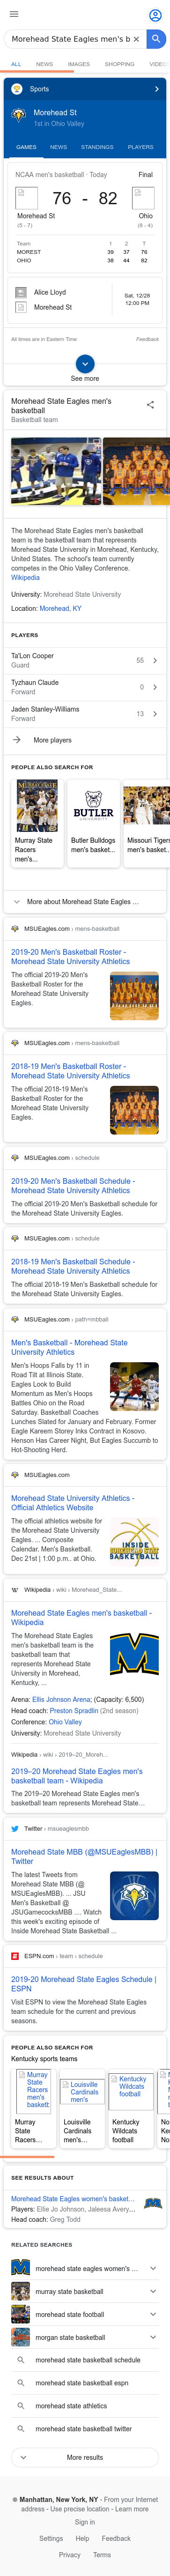 Morehead State Eagles men's b
ALL NEWS IMAGES SHOPPING VIDE
Sports
Morehead St
1st in Ohio Valley
GAMES NEWS STANDINGS PLAYERS
NCAA men's basketball · Today Final
76 - 82
Morehead St Ohio
(5 - 7) (8 - 4)
Team 1 2 T
MOREST 39 37 76
OHIO 38 44 82
Alice Lloyd
Morehead St
Sat, 12/28
12:00 PM
All times are in Eastern Time Feedback
See more
Morehead State Eagles men's
basketball
Basketball team
The Morehead State Eagles men's basketball
team is the basketball team that represents
Morehead State University in Morehead, Kentucky,
United States. The school's team currently
competes in the Ohio Valley Conference.
Wikipedia
University: Morehead State University
Location: Morehead, KY
PLAYERS
Ta'Lon Cooper
Guard
55
Tyzhaun Claude
Forward
0
Jaden Stanley-Williams
Forward
13
More players
PEOPLE ALSO SEARCH FOR
BUTLER
UNIVERSITY
Murray State
Racers
men's...
Butler Bulldogs
men's basket...
Missouri Tigers
men's basket...
More about Morehead State Eagles ...
MSUEagles.com › mens-basketball
2019-20 Men's Basketball Roster -
Morehead State University Athletics
The official 2019-20 Men's
Basketball Roster for the
Morehead State University
Eagles.
MSUEagles.com › mens-basketball
2018-19 Men's Basketball Roster -
Morehead State University Athletics
The official 2018-19 Men's
Basketball Roster for the
Morehead State University
Eagles.
MSUEagles.com › schedule
2019-20 Men's Basketball Schedule -
Morehead State University Athletics
The official 2019-20 Men's Basketball schedule for
the Morehead State University Eagles.
MSUEagles.com › schedule
2018-19 Men's Basketball Schedule -
Morehead State University Athletics
The official 2018-19 Men's Basketball schedule for
the Morehead State University Eagles.
MSUEagles.com › path=mbball
Men's Basketball - Morehead State
University Athletics
Men's Hoops Falls by 11 in
Road Tilt at Illinois State.
Eagles Look to Build
Momentum as Men's Hoops
Battles Ohio on the Road
Saturday. Basketball Coaches
Lunches Slated for January and February. Former
Eagle Kareem Storey Inks Contract in Kosovo.
Henson Has Career Night, But Eagles Succumb to
Hot-Shooting Herd.
MSUEagles.com
Morehead State University Athletics -
Official Athletics Website
The official athletics website for
the Morehead State University
Eagles. ... Composite
Calendar. Men's Basketball.
Dec 21st | 1:00 p.m.. at Ohio.
INSIDE
MOREHEAD STATE
BASKETBALL
Wikipedia › wiki › Morehead_State...
Morehead State Eagles men's basketball -
Wikipedia
The Morehead State Eagles
men's basketball team is the
basketball team that
represents Morehead State
University in Morehead,
Kentucky, ...
Arena: Ellis Johnson Arena; (Capacity; 6,500)
Head coach: Preston Spradlin (2nd season)
Conference: Ohio Valley
University: Morehead State University
Wikipedia › wiki › 2019–20_Moreh...
2019–20 Morehead State Eagles men's
basketball team - Wikipedia
The 2019–20 Morehead State Eagles men's
basketball team represents Morehead State...
Twitter › msueaglesmbb
Morehead State MBB (@MSUEaglesMBB) |
Twitter
The latest Tweets from
Morehead State MBB (@
MSUEaglesMBB). ... JSU
Men's Basketball @
JSUGamecocksMBB .... Watch
this week's exciting episode of
Inside Morehead State Basketball ...
ESPN.com › team › schedule
2019-20 Morehead State Eagles Schedule |
ESPN
Visit ESPN to view the Morehead State Eagles
team schedule for the current and previous
seasons.
PEOPLE ALSO SEARCH FOR
Kentucky sports teams
Murray
State
Racers
men's
basketb
Louisville
Cardinals
men's
Kentucky
Wildcats
football
Murray
State
Racers...
Louisville
Cardinals
men's...
Kentucky
Wildcats
football
SEE RESULTS ABOUT
Morehead State Eagles women's basket...
Players: Ellie Jo Johnson, Jaleesa Avery...
Head coach: Greg Todd
RELATED SEARCHES
morehead state eagles women's ...
murray state basketball
morehead state football
morgan state basketball
morehead state basketball schedule
morehead state basketball espn
morehead state athletics
morehead state basketball twitter
More results
Manhattan, New York, NY - From your Internet
address - Use precise location - Learn more
Sign in
Settings Help Feedback
Privacy Terms